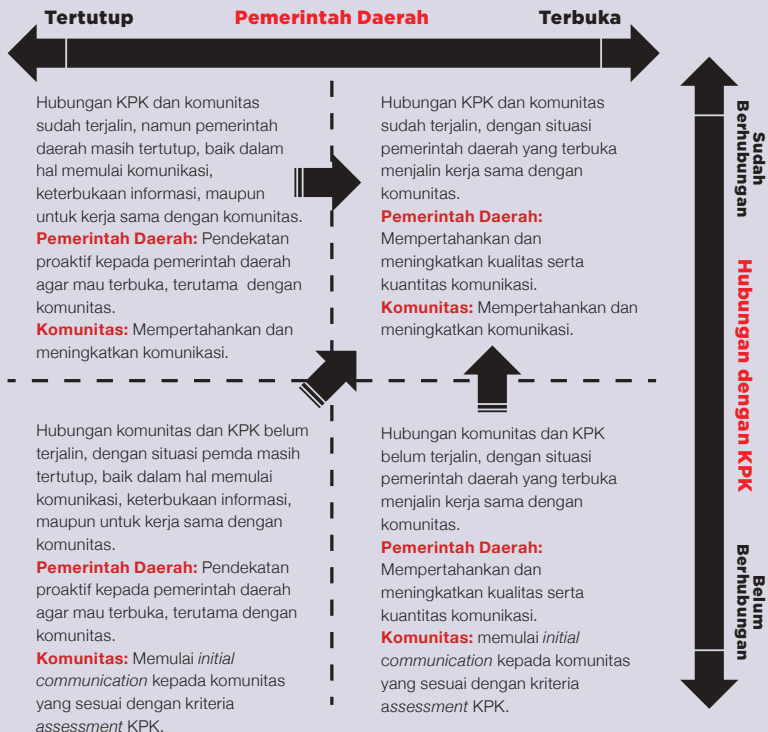 Tertutup Pemerintah Daerah Terbuka
Hubungan KPK dan komunitas
sudah terjalin, namun pemerintah
daerah masih tertutup, baik dalam
hal memulai komunikasi,
keterbukaan informasi, maupun
untuk kerja sama dengan komunitas.
Pemerintah Daerah: Pendekatan
proaktif kepada pemerintah daerah
agar mau terbuka, terutama dengan
komunitas.
Komunitas: Mempertahankan dan
meningkatkan komunikasi.
Hubungan KPK dan komunitas
sudah terjalin, dengan situasi
pemerintah daerah yang terbuka
menjalin kerja sama dengan
komunitas.
Pemerintah Daerah:
Mempertahankan dan
meningkatkan kualitas serta
kuantitas komunikasi.
Komunitas: Mempertahankan dan
meningkatkan komunikasi.
Hubungan komunitas dan KPK belum
terjalin, dengan situasi pemda masih
tertutup, baik dalam hal memulai
komunikasi, keterbukaan informasi,
maupun untuk kerja sama dengan
komunitas.
Pemerintah Daerah: Pendekatan
proaktif kepada pemerintah daerah
agar mau terbuka, terutama dengan
komunitas.
Komunitas: Memulai initial
communication kepada komunitas
yang sesuai dengan kriteria
assessment KPK.
Hubungan komunitas dan KPK
belum terjalin, dengan situasi
pemerintah daerah yang terbuka
menjalin kerja sama dengan
komunitas.
Pemerintah Daerah:
Mempertahankan dan
meningkatkan kualitas serta
kuantitas komunikasi.
Komunitas: memulai initial
communication kepada komunitas
yang sesuai dengan kriteria
assessment KPK.
Sudah
Berhubungan
Hubungan dengan KPK
Belum
Berhubungan